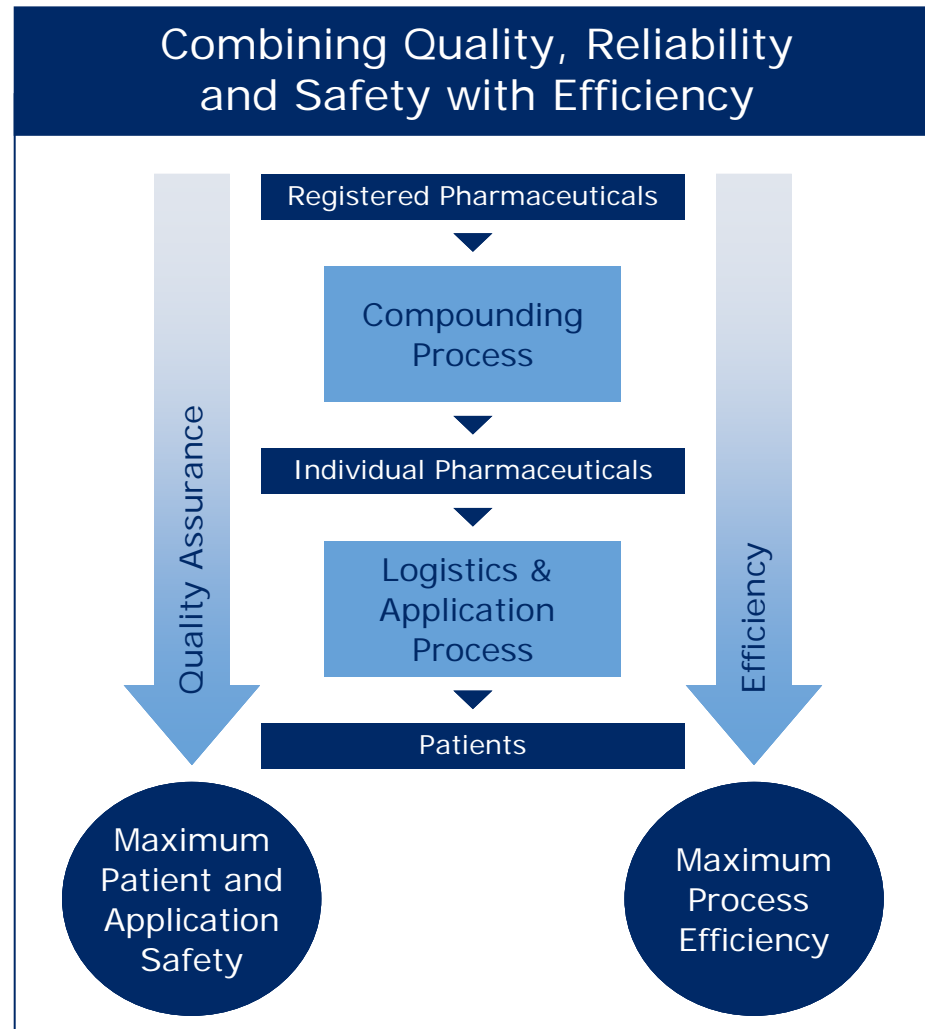 Combining Quality, Reliability
and Safety with Efficiency
Registered Pharmaceuticals
Compounding
Process
Individual Pharmaceuticals
Logistics &
Application
Process
Patients
Quality Assurance
Efficiency
Maximum
Patient and
Application
Safety
Maximum
Process
Efficiency